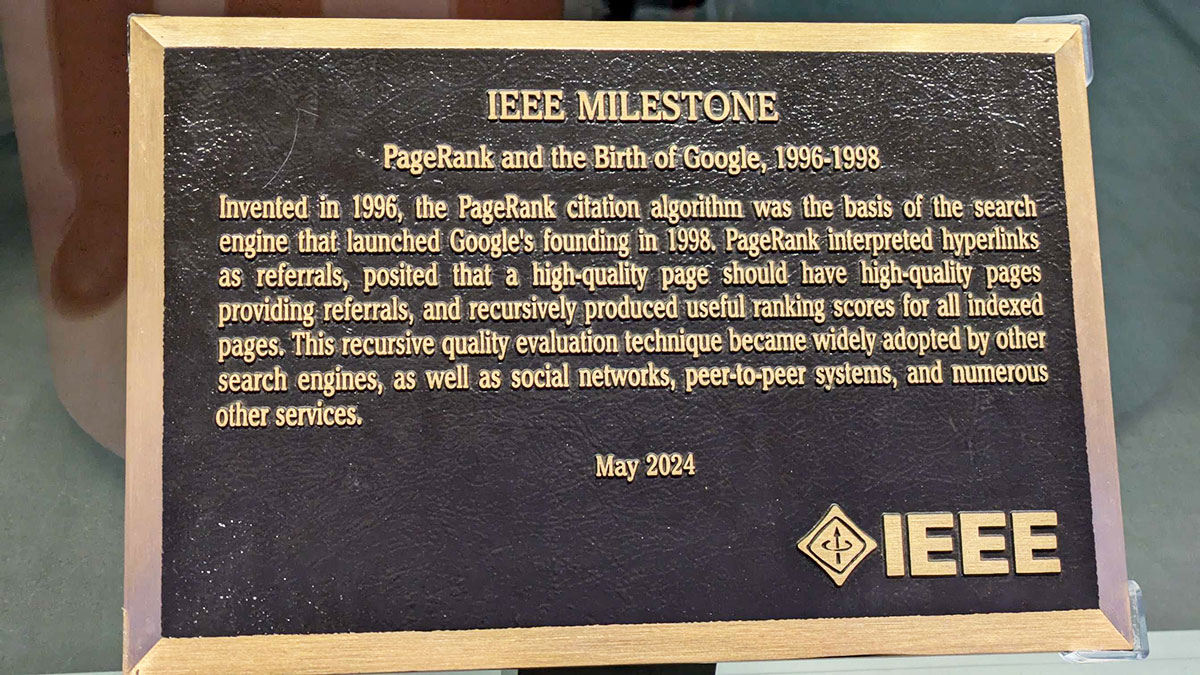 IEEE MILESTONE
PageRank and the Birth of Google, 1996-1998
Invented in 1996, the PageRank citation algorithm was the basis of the search
engine that launched Google's founding in 1998. PageRank interpreted hyperlinks
as referrals, posited that a high-quality page should have high-quality pages
providing referrals, and recursively produced useful ranking scores for all indexed
pages. This recursive quality evaluation technique became widely adopted by other
search engines, as well as social networks, peer-to-peer systems, and numerous
other services.
May 2024
IEEE